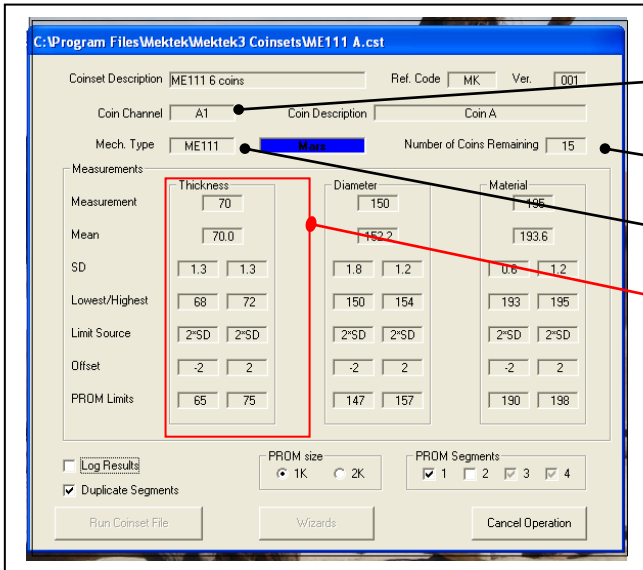 C:\Program Files\Mektek\Mektek3 Coinsets\ME111 A.cst
Coinset Description ME111 6 coins Ref. Code MK Ver. 001
Coin Channel A1 Coin Description Coin A
Mech. Type ME111 Mars Number of Coins Remaining 15
Measurements
Thickness Diameter Material
Measurement 70 150 195
Mean 70.0 152.2 193.6
SD 1.3 1.3 1.8 1.2 0.6 1.2
Lowest/Highest 68 72 150 154 193 195
Limit Source 2*SD 2*SD 2*SD 2*SD 2*SD 2*SD
Offset -2 2 -2 2 -2 2
PROM Limits 65 75 147 157 190 198
Log Results PROM size PROM Segments
1K 2K 1 2 3 4
Duplicate Segments
Run Coinset File Wizards Cancel Operation